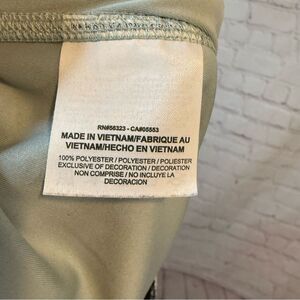 RN#56323 - CA#05553
MADE IN VIETNAM/FABRIQUE AU
VIETNAM/HECHO EN VIETNAM
100% POLYESTER / POLYESTER / POLIESTER
EXCLUSIVE OF DECORATION / DECORATION
NON COMPRISE / NO INCLUYE LA
DECORACION